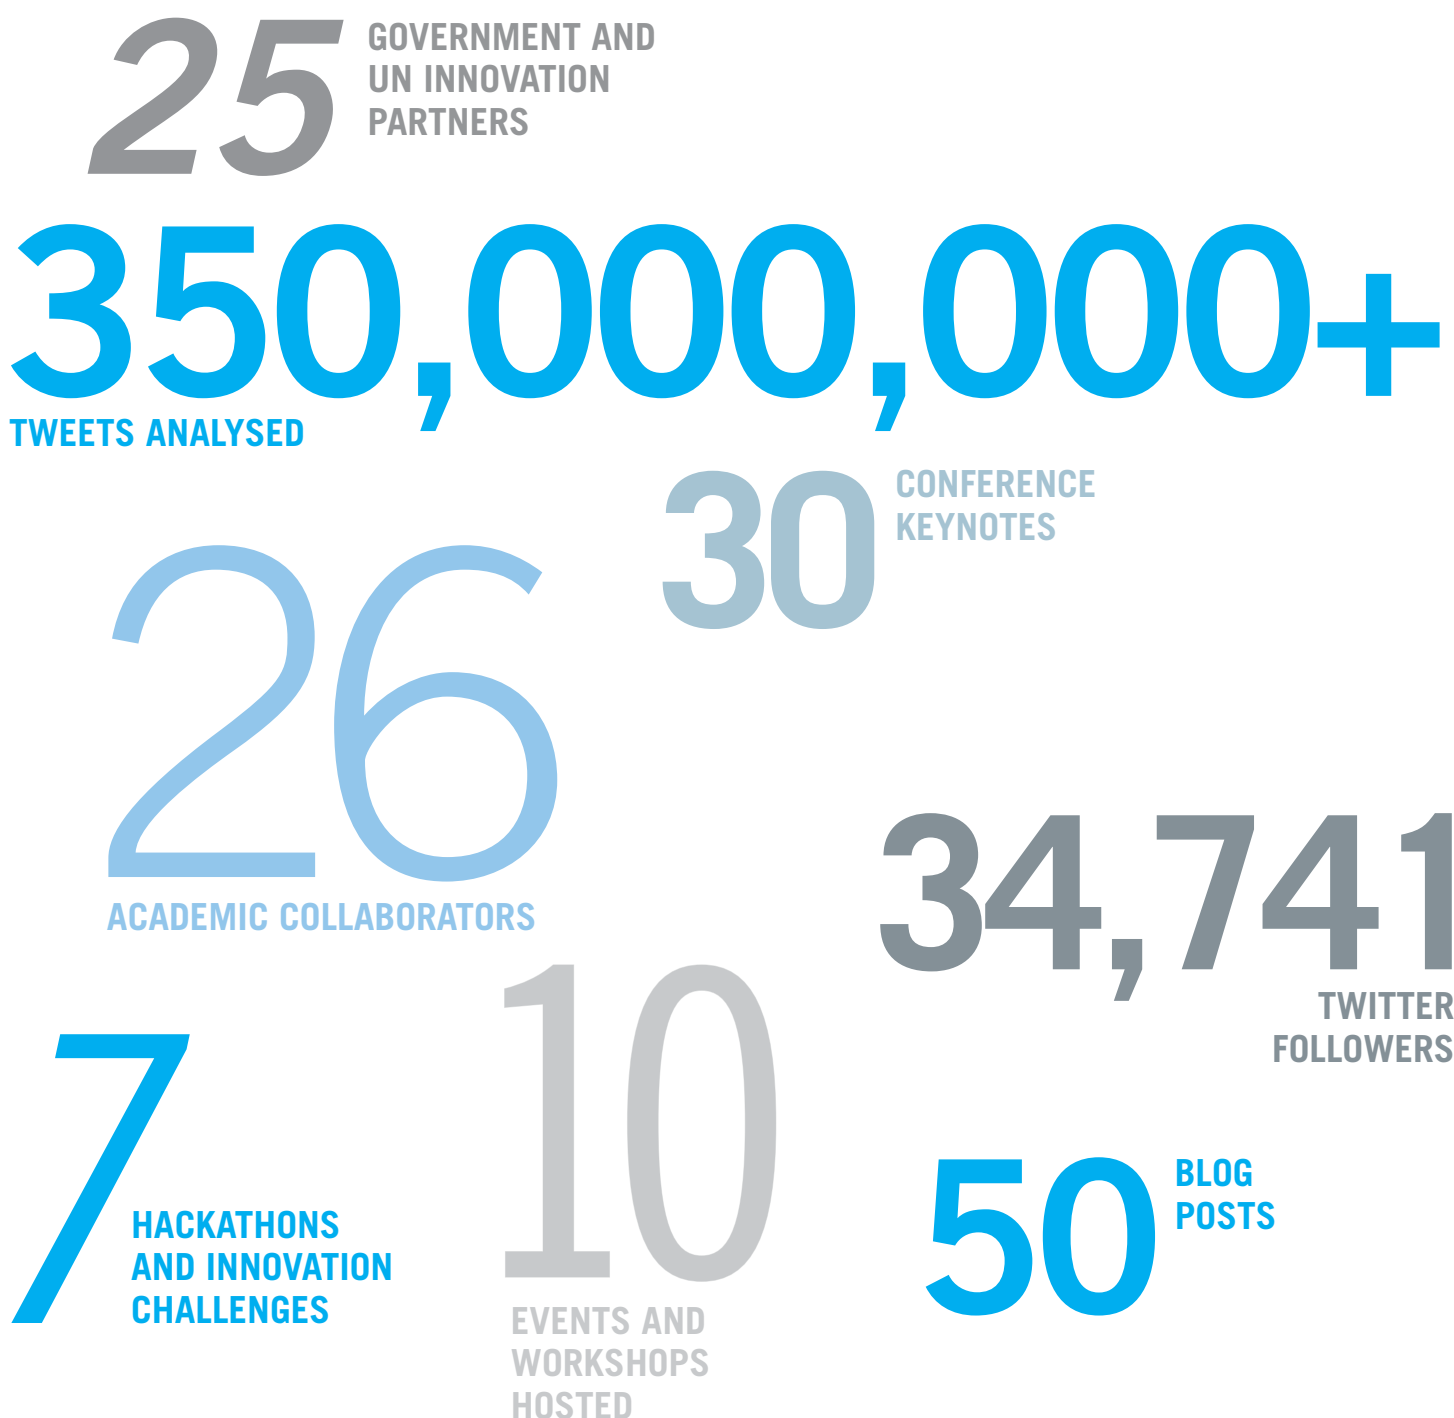 25
GOVERNMENT AND
UN INNOVATION
PARTNERS
350,000,000+
TWEETS ANALYSED
30
CONFERENCE
KEYNOTES
26
ACADEMIC COLLABORATORS
34,741
TWITTER
FOLLOWERS
7
HACKATHONS
AND INNOVATION
CHALLENGES
10
EVENTS AND
WORKSHOPS
HOSTED
50
BLOG
POSTS